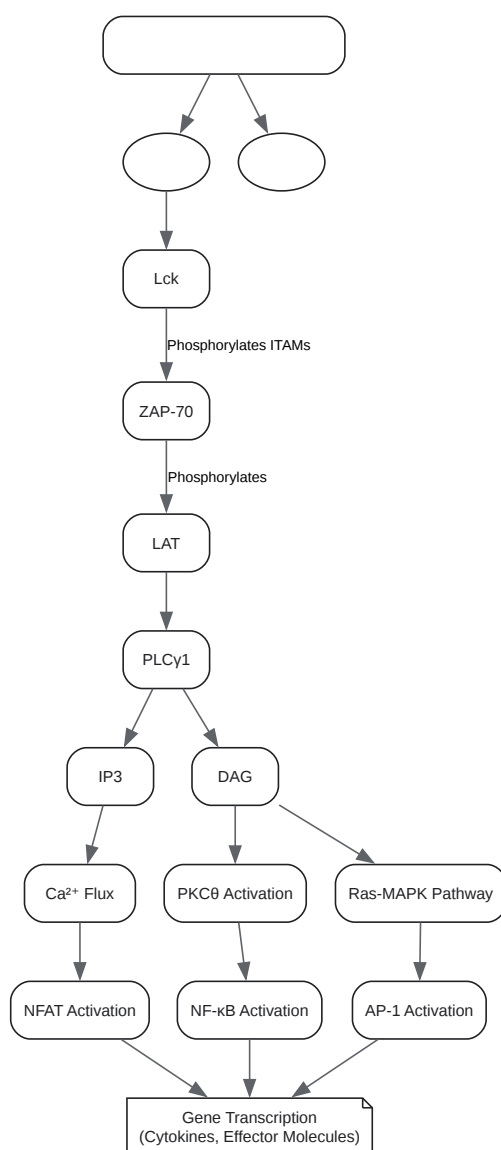 Lck
Phosphorylates ITAMs
ZAP-70
Phosphorylates
LAT
PLCγ1
IP3
DAG
Ca²⁺ Flux
PKCθ Activation
Ras-MAPK Pathway
NFAT Activation
NF-κB Activation
AP-1 Activation
Gene Transcription
(Cytokines, Effector Molecules)